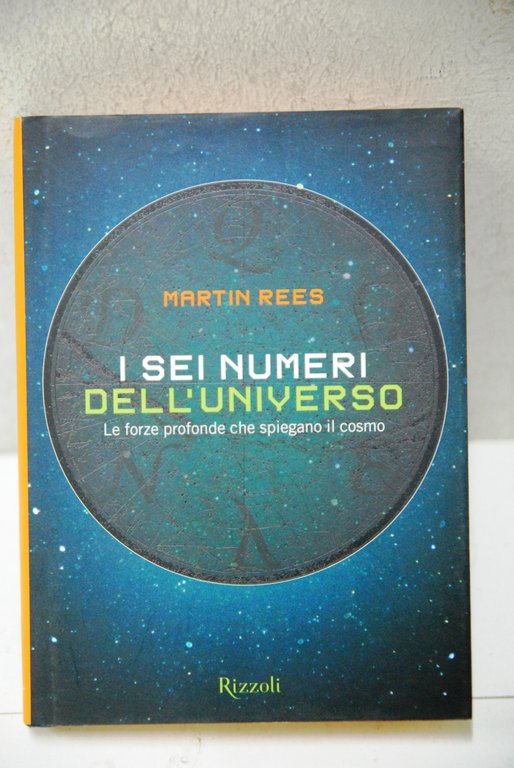 MARTIN REES
I SEI NUMERI
DELL'UNIVERSO
Le forze profonde che spiegano il cosmo
Q
N
Rizzoli